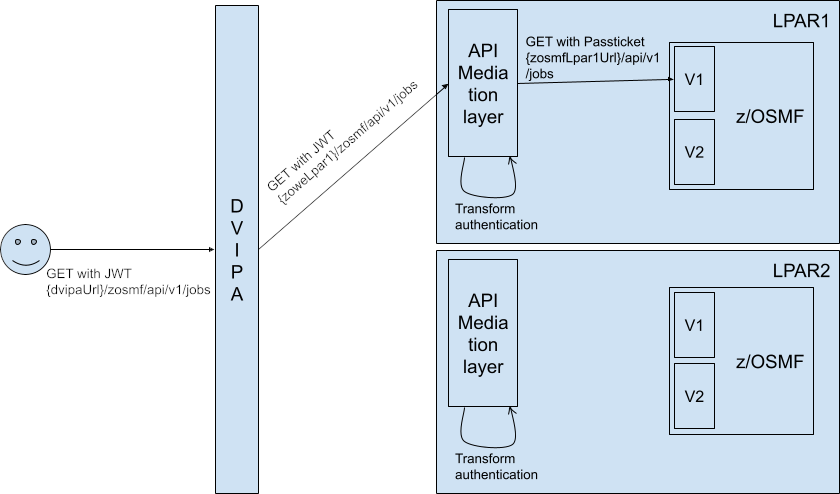 GET with JWT
{dvipaUrl}/zosmf/api/v1/jobs
D
V
I
P
A
GET with JWT
{zoweLpar1}/zosmf/api/v1/jobs
LPAR1
API
Media
tion
layer
Transform
authentication
GET with Passticket
{zosmfLpar1Url}/api/v1
/jobs
V1
V2
z/OSMF
LPAR2
API
Media
tion
layer
Transform
authentication
V1
V2
z/OSMF